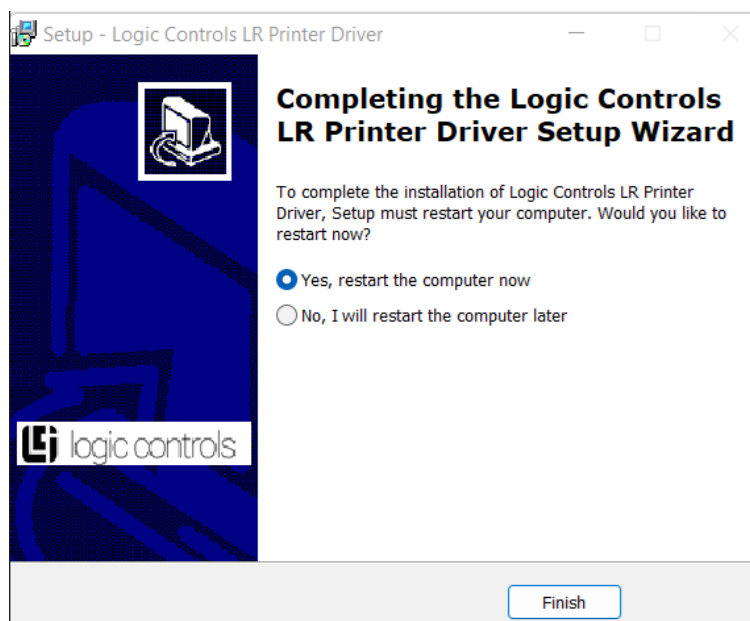 Setup - Logic Controls LR Printer Driver
Completing the Logic Controls
LR Printer Driver Setup Wizard
To complete the installation of Logic Controls LR Printer
Driver, Setup must restart your computer. Would you like to
restart now?
Yes, restart the computer now
No, I will restart the computer later
logic controls
Finish